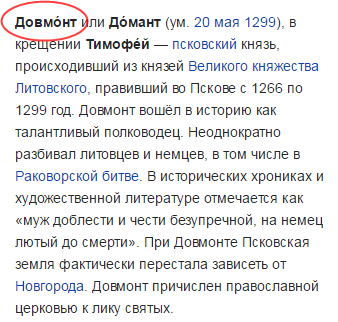 Довмо́нт или До́мант (ум. 20 мая 1299), в
крещении Тимофе́й — псковский князь,
происходивший из князей Великого княжества
Литовского, правивший во Пскове с 1266 по
1299 год. Довмонт вошёл в историю как
талантливый полководец. Неоднократно
разбивал литовцев и немцев, в том числе в
Раковорской битве. В исторических хрониках и
художественной литературе отмечается как
«муж доблести и чести безупречной, на немец
лютый до смерти». При Довмонте Псковская
земля фактически перестала зависеть от
Новгорода. Довмонт причислен православной
церковью к лику святых.